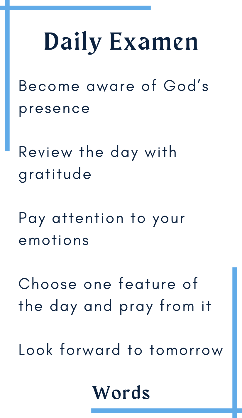 Daily Examen
Become aware of God's
presence
Review the day with
gratitude
Pay attention to your
emotions
Choose one feature of
the day and pray from it
Look forward to tomorrow
Words